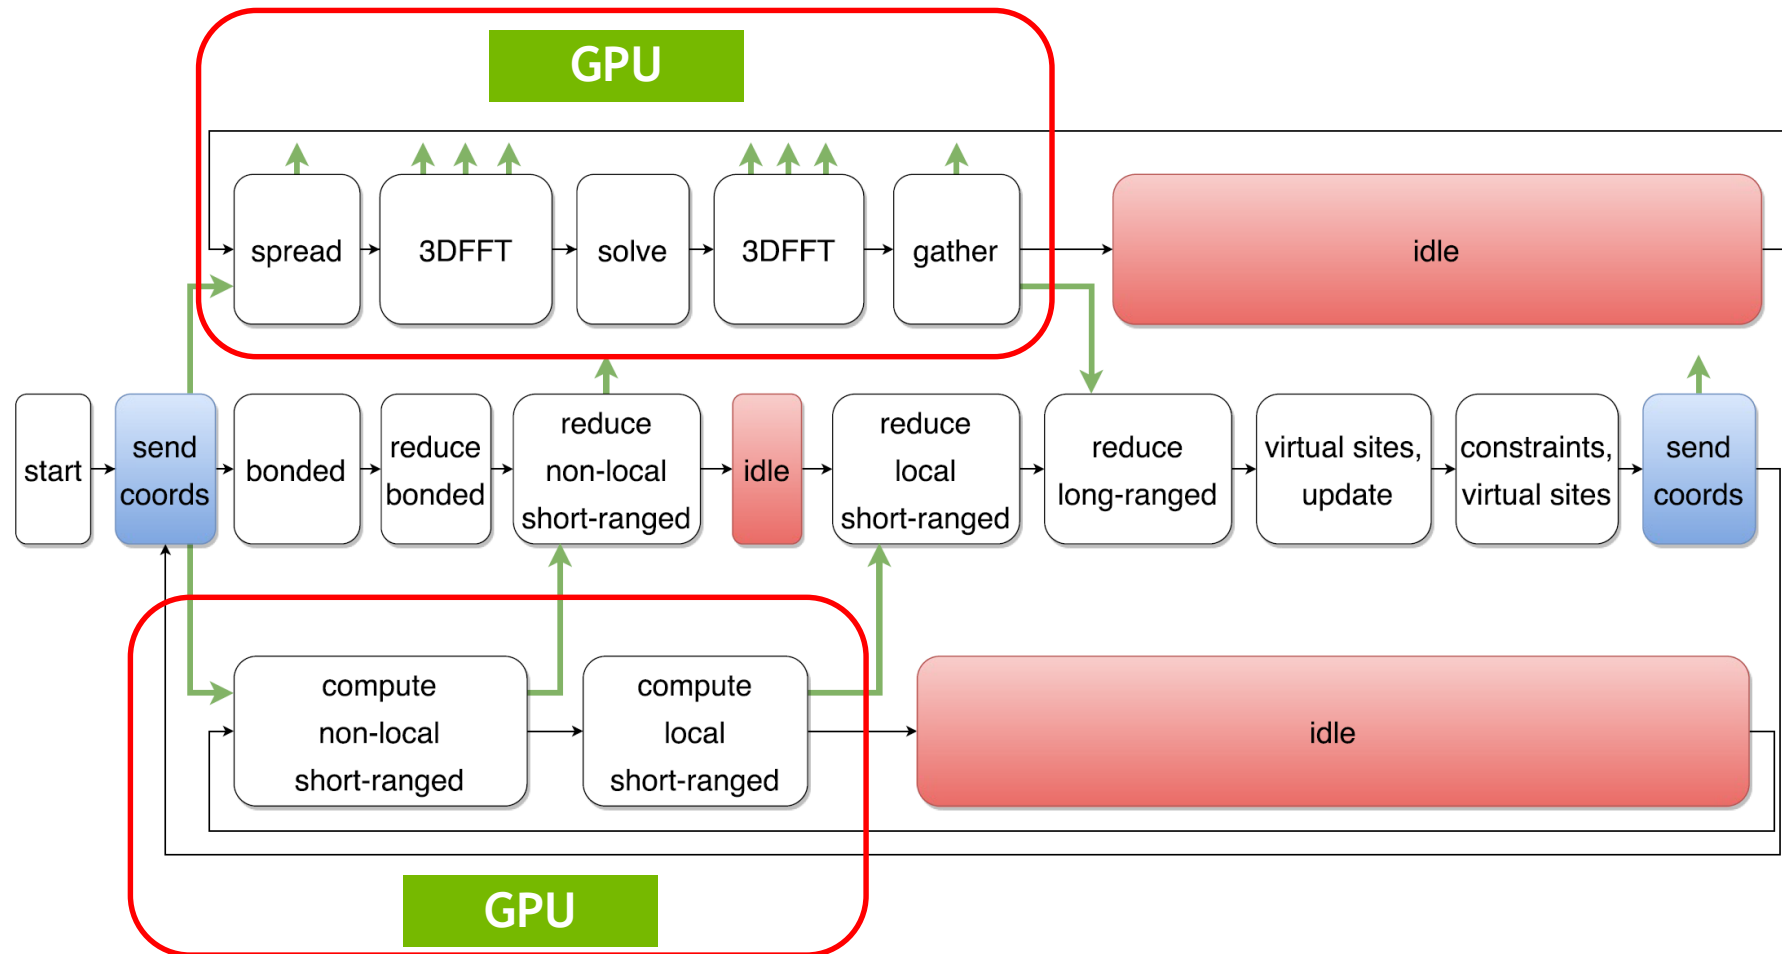 GPU
spread
3DFFT
solve
3DFFT
gather
idle
start
send
coords
bonded
reduce
bonded
reduce
non-local
short-ranged
idle
reduce
local
short-ranged
reduce
long-ranged
virtual sites,
update
constraints,
virtual sites
send
coords
compute
non-local
short-ranged
compute
local
short-ranged
idle
GPU